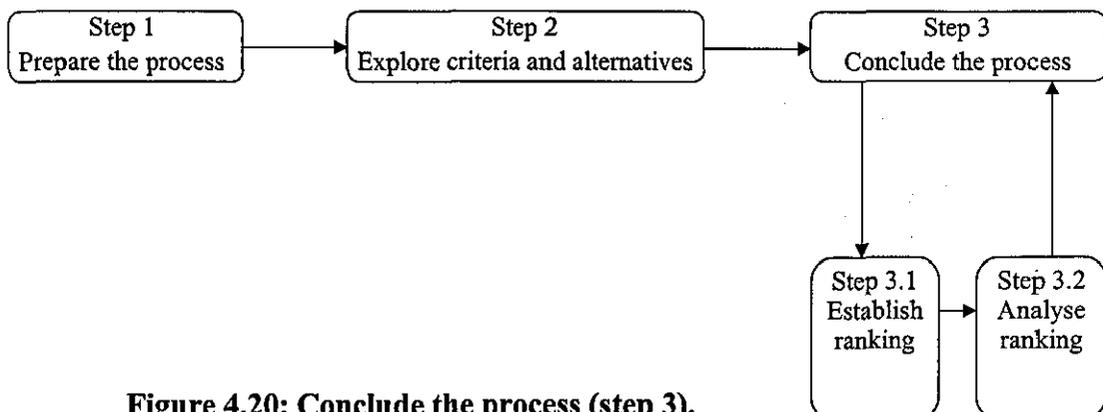 Step 1
Prepare the process
Step 2
Explore criteria and alternatives
Step 3
Conclude the process
Step 3.1
Establish
ranking
Step 3.2
Analyse
ranking
Figure 4.20: Conclude the process (step 3).